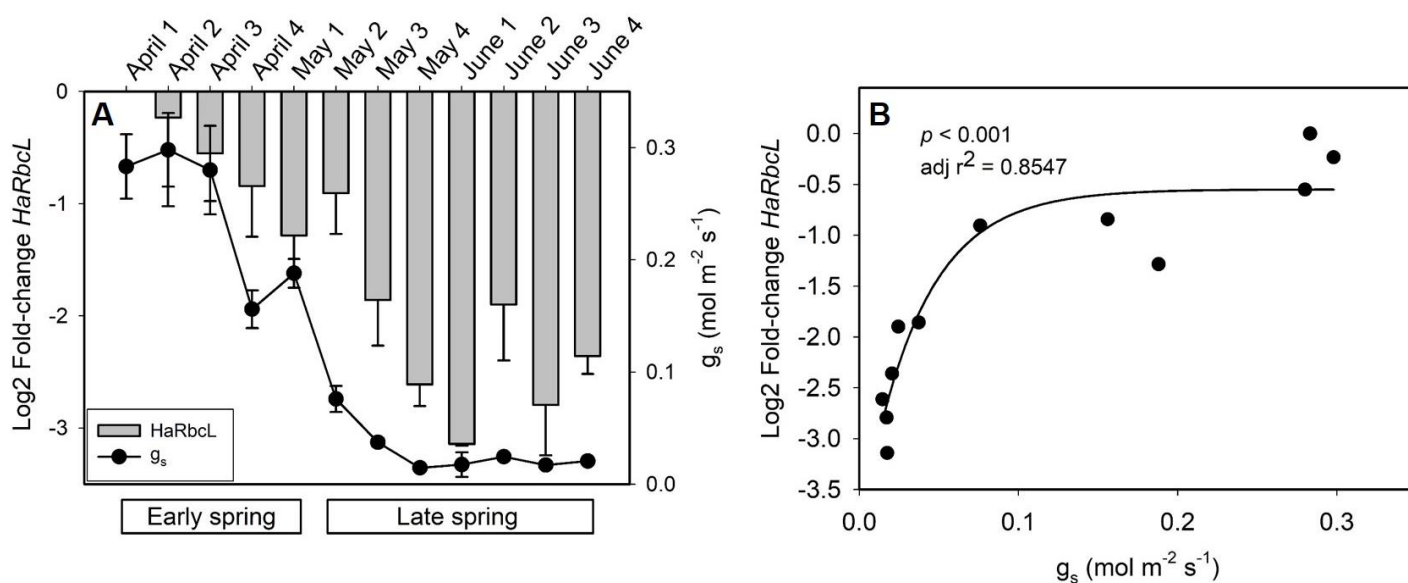 April 1
April 2
April 3
April 4
May 1
May 2
May 3
May 4
June 1
June 2
June 3
June 4
A
Log2 Fold-change HaRbcL
0
-1
-2
-3
HaRbcL
gₛ
0.3
0.2
0.1
0.0
gₛ (mol m⁻² s⁻¹)
Early spring
Late spring
B
p < 0.001
adj r² = 0.8547
Log2 Fold-change HaRbcL
0.0
-0.5
-1.0
-1.5
-2.0
-2.5
-3.0
-3.5
0.0
0.1
0.2
0.3
gₛ (mol m⁻² s⁻¹)